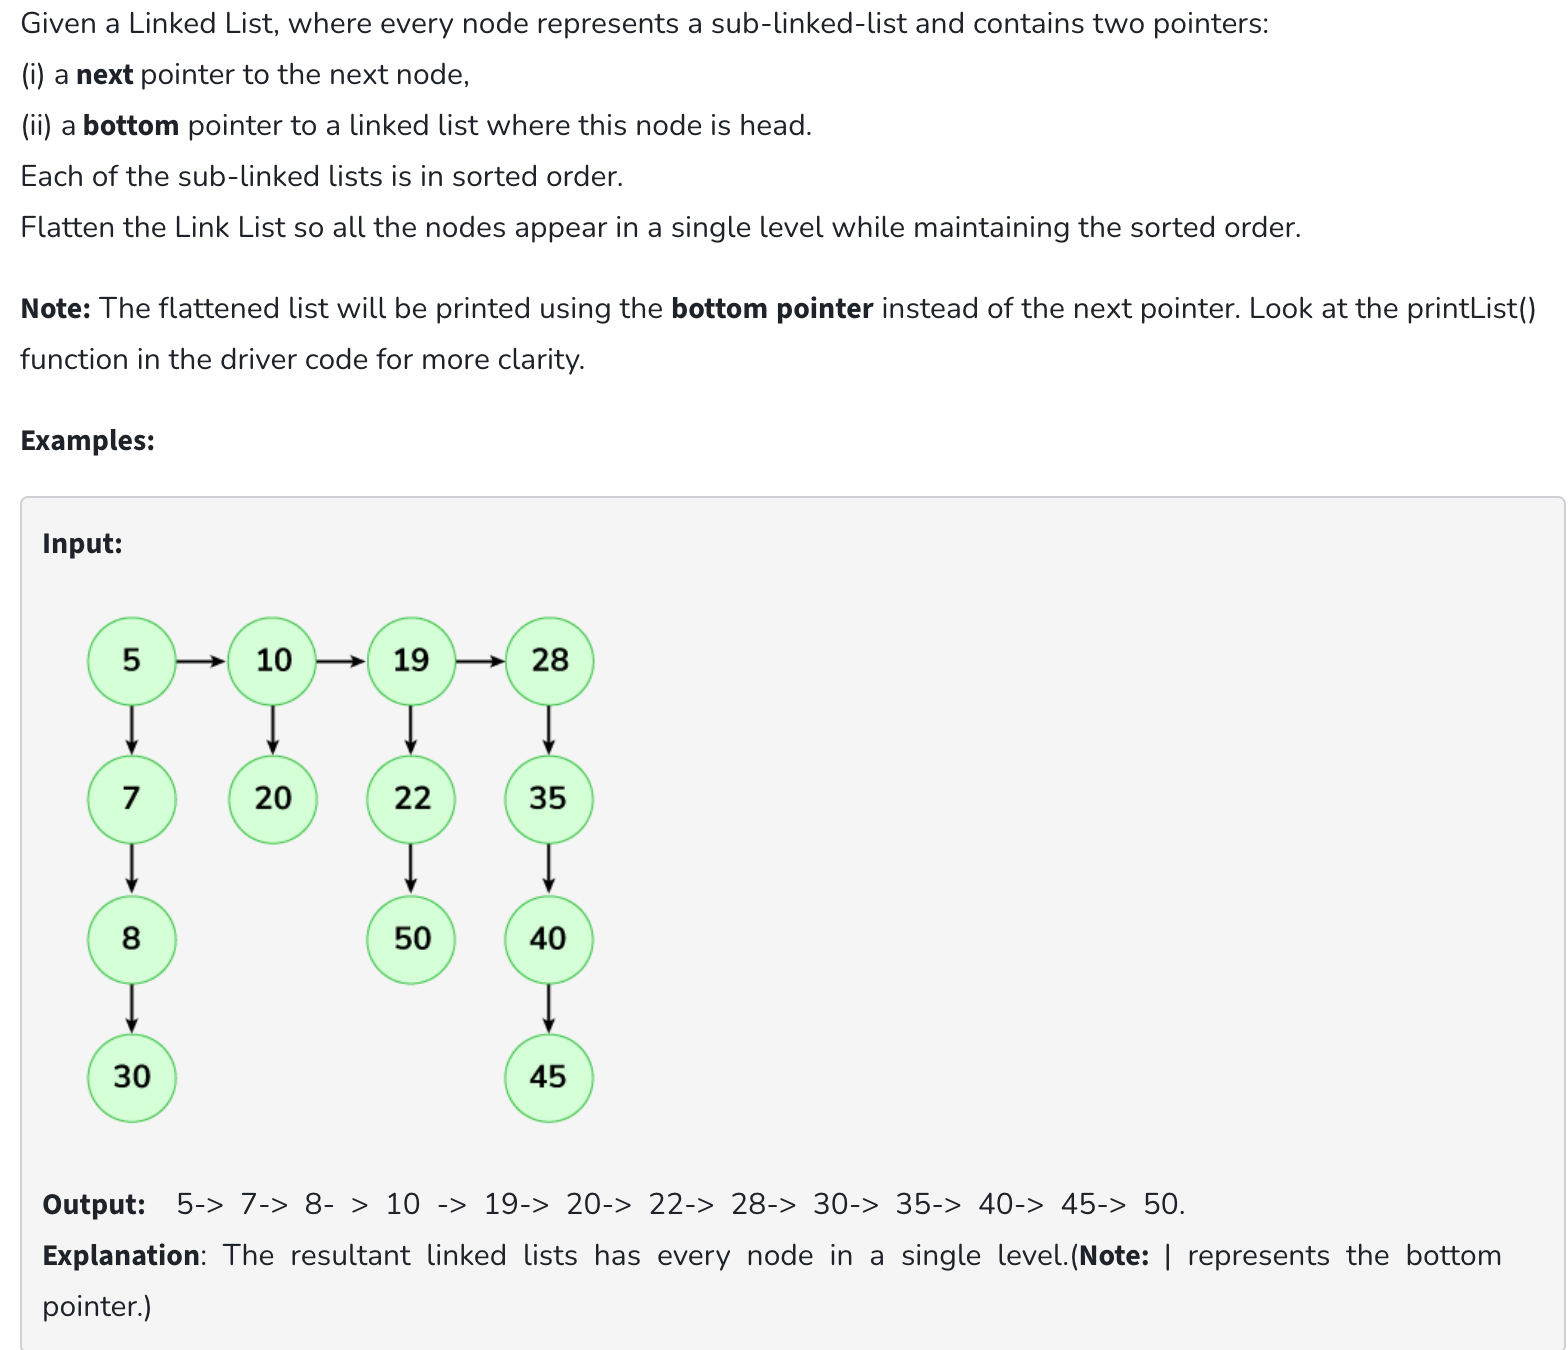 Given a Linked List, where every node represents a sub-linked-list and contains two pointers:
(i) a next pointer to the next node,
(ii) a bottom pointer to a linked list where this node is head.
Each of the sub-linked lists is in sorted order.
Flatten the Link List so all the nodes appear in a single level while maintaining the sorted order.
Note: The flattened list will be printed using the bottom pointer instead of the next pointer. Look at the printList()
function in the driver code for more clarity.
Examples:
Input:
5 10 19 28
7 20 22 35
8 50 40
30 45
Output: 5-> 7-> 8- > 10 -> 19-> 20-> 22-> 28-> 30-> 35-> 40-> 45-> 50.
Explanation: The resultant linked lists has every node in a single level.(Note: | represents the bottom
pointer.)